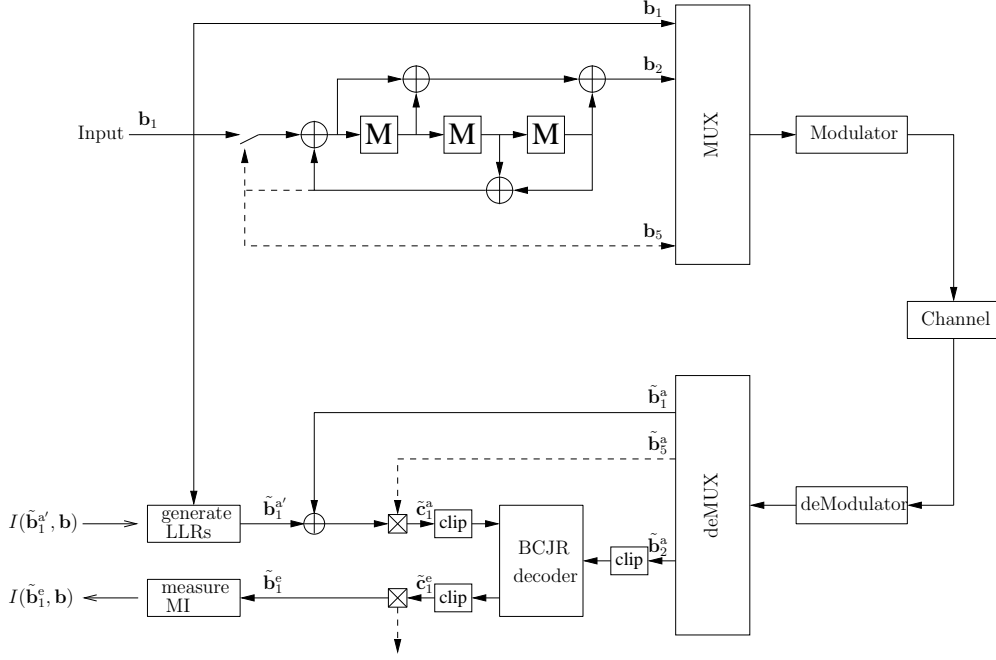 b₁
b₂
Input b₁
M M M
MUX
Modulator
b₅
Channel
b̃₁ᵃ
b̃₅ᵃ
I(b̃₁ᵃ′, b)
generate
LLRs
b̃₁ᵃ′
c̃₁ᵃ
clip
BCJR
decoder
clip
b̃₂ᵃ
deMUX
deModulator
I(b̃₁ᵉ, b)
measure
MI
b̃₁ᵉ
c̃₁ᵉ
clip